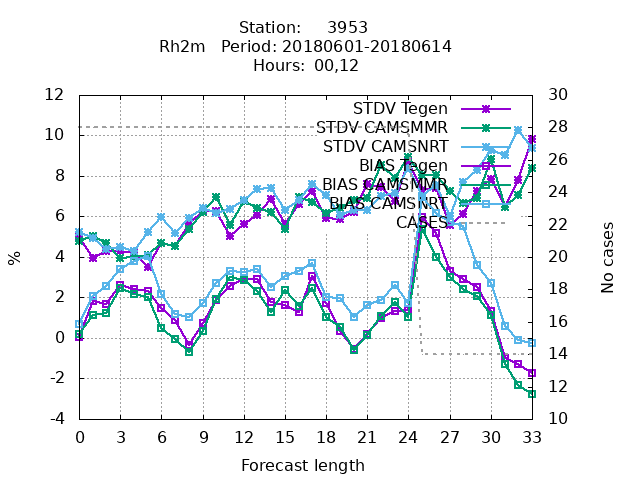 Station: 3953
Rh2m Period: 20180601-20180614
Hours: 00,12
12 30
STDV Tegen
10 28
STDV CAMSMMR
STDV CAMSNRT
26
BIAS Tegen
8 24
BIAS CAMSMMR
BIAS CAMSNRT
6 22
CASES
% No cases
4 20
2 18
16
0
14
-2
12
-4 10
0 3 6 9 12 15 18 21 24 27 30 33
Forecast length